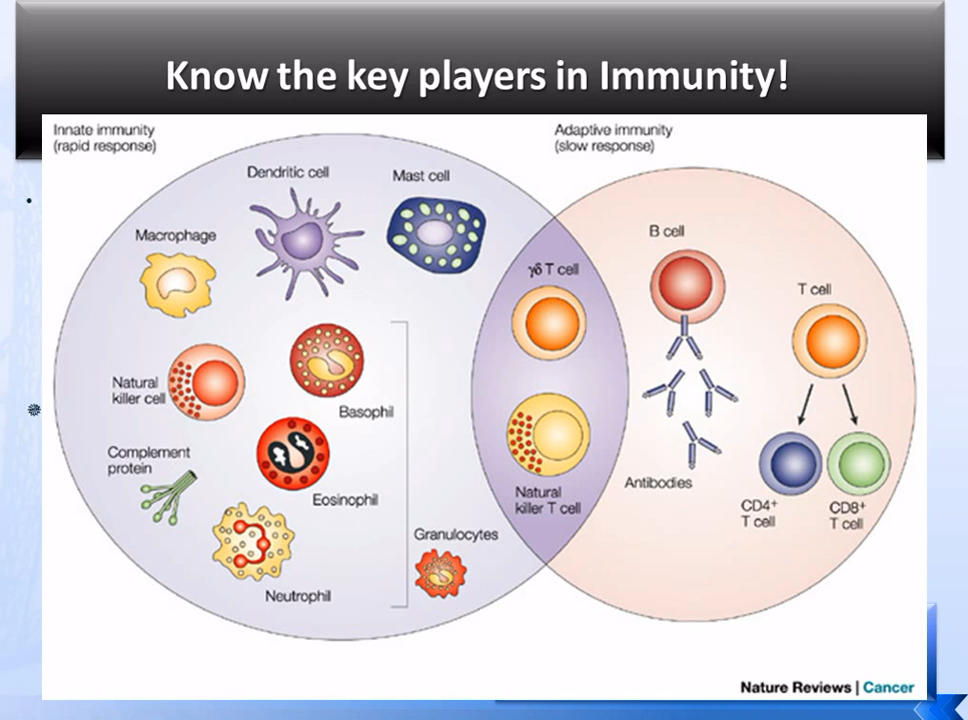 Know the key players in Immunity!
Innate immunity
(rapid response)
Adaptive immunity
(slow response)
Dendritic cell
Mast cell
Macrophage
B cell
γδ T cell
T cell
Natural
killer cell
Basophil
Complement
protein
Eosinophil
Antibodies
Natural
killer T cell
CD4+
T cell
CD8+
T cell
Granulocytes
Neutrophil
Nature Reviews | Cancer